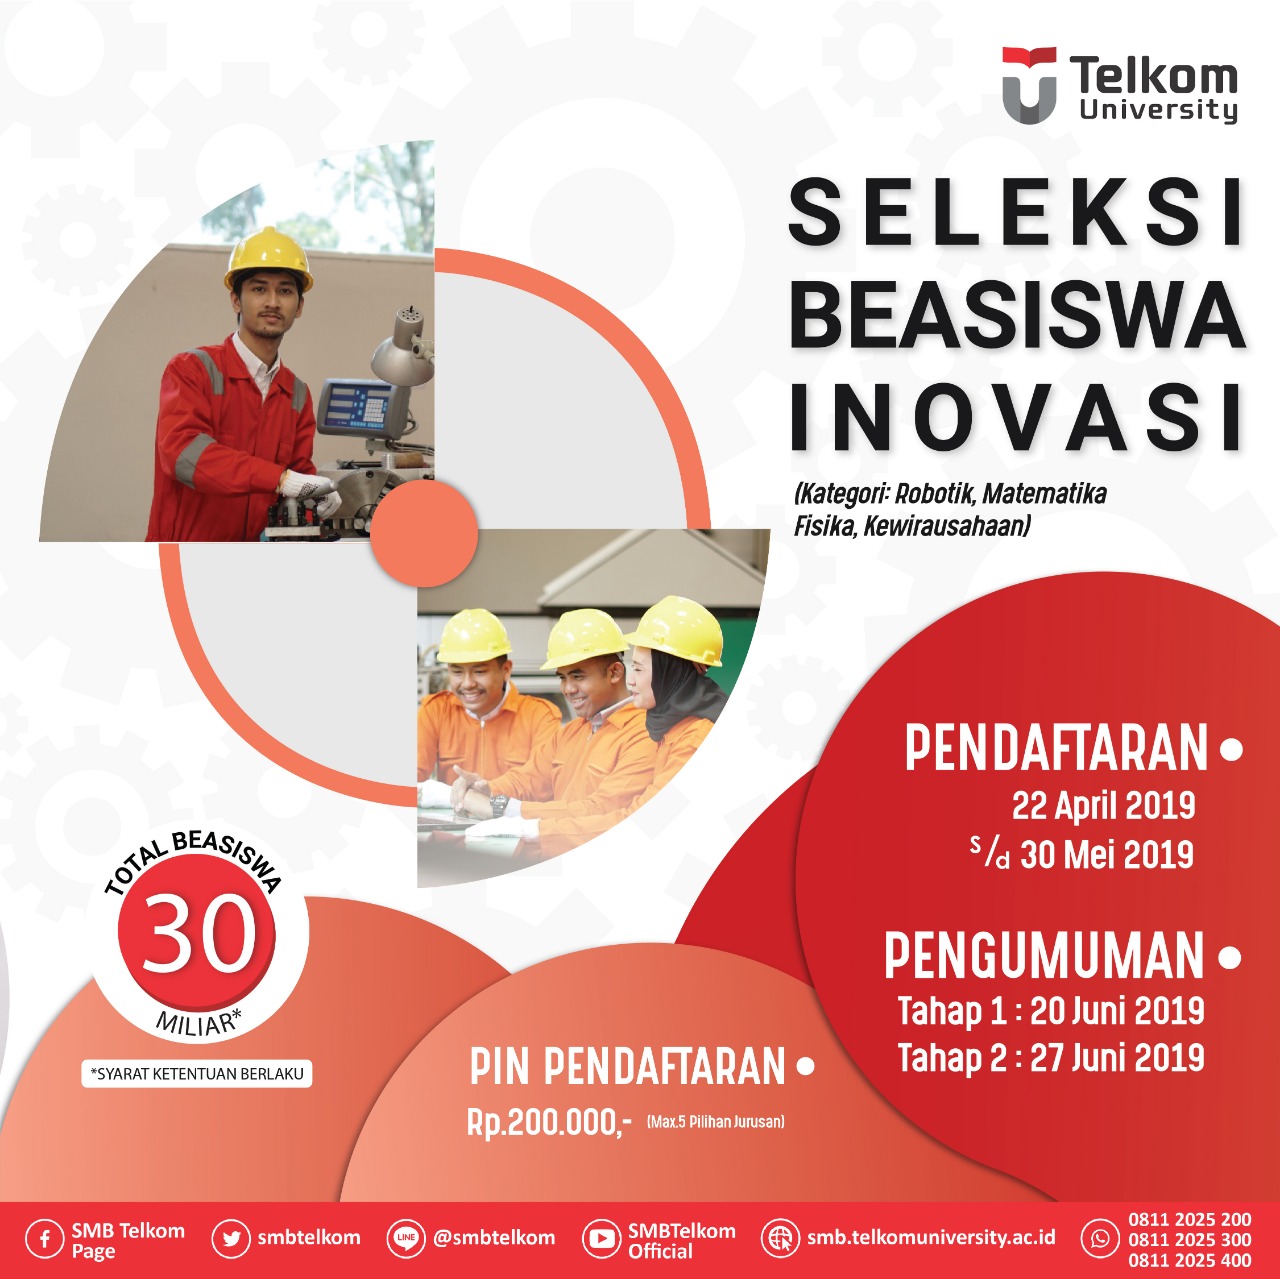 Telkom
University
SELEKSI
BEASISWA
INOVASI
(Kategori: Robotik, Matematika
Fisika, Kewirausahaan)
PENDAFTARAN
22 April 2019
s/d 30 Mei 2019
PENGUMUMAN
Tahap 1 : 20 Juni 2019
Tahap 2 : 27 Juni 2019
TOTAL BEASISWA
30
MILIAR*
*SYARAT KETENTUAN BERLAKU
PIN PENDAFTARAN
Rp.200.000,- (Max.5 Pilihan Jurusan)
SMB Telkom
Page
smbtelkom
LINE
@smbtelkom
SMBTelkom
Official
smb.telkomuniversity.ac.id
0811 2025 200
0811 2025 300
0811 2025 400